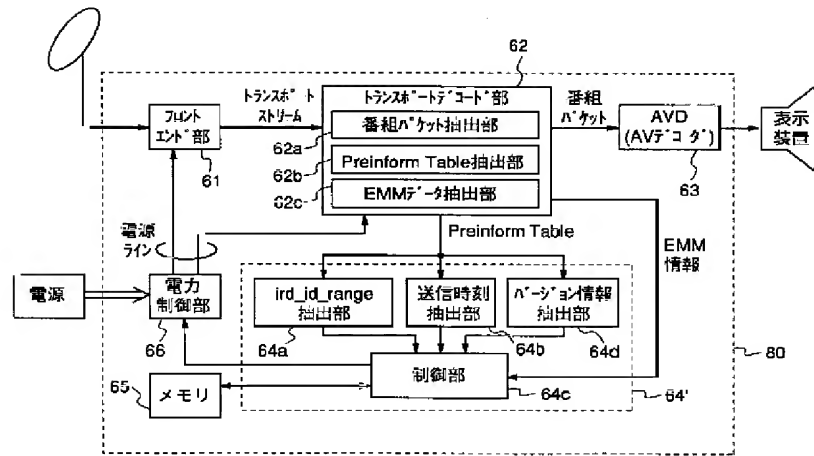 62
トランスポート
ストリーム
トランスポートデコード部
番組
パケット
フロント
エンド部
61
番組パケット抽出部
62a
Preinform Table抽出部
62b
EMMデータ抽出部
62c
AVD
(AVデコーダ)
63
表示
装置
電源
ライン
Preinform Table
EMM
情報
電源
電力
制御部
66
ird_id_range
抽出部
64a
送信時刻
抽出部
64b
バージョン情報
抽出部
64d
80
65
メモリ
制御部
64c
64'